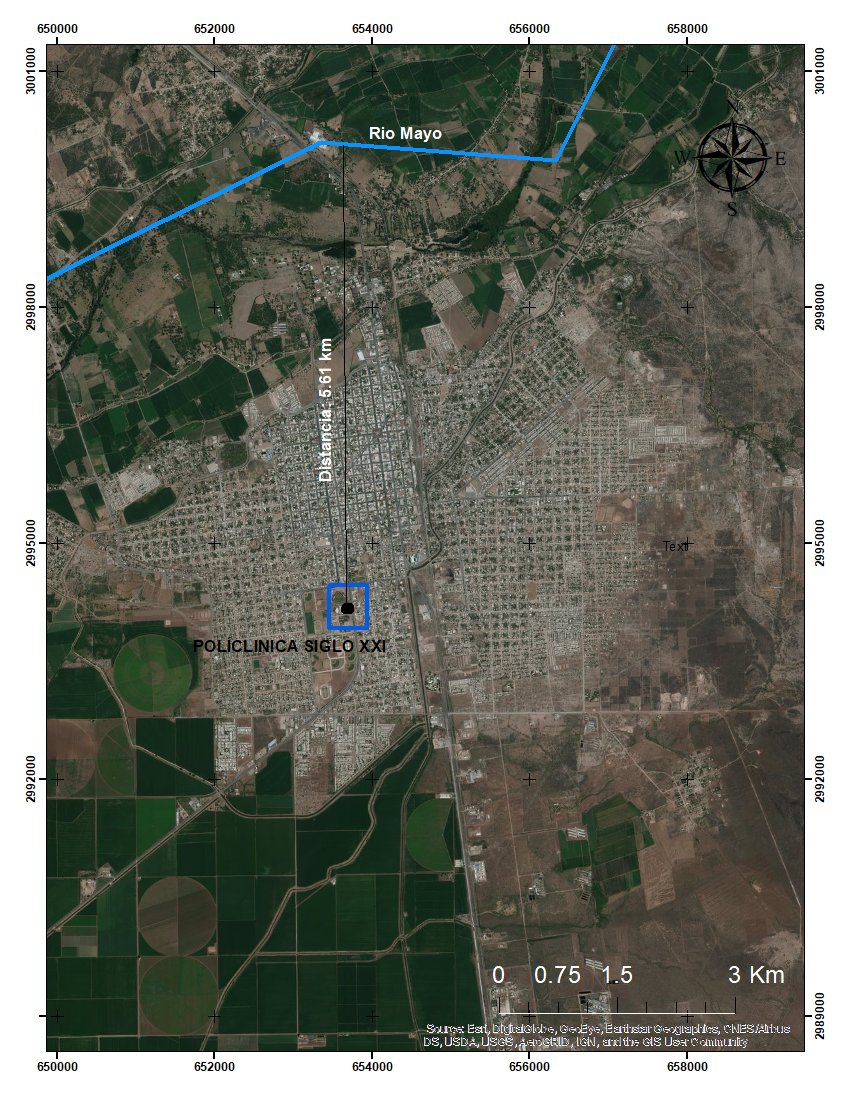 650000 652000 654000 656000 658000
3001000 3001000
N
Rio Mayo
W E
S
2998000 2998000
Distancia: 5.61 km
2995000 2995000
Text
POLÍCLINICA SIGLO XXI
2992000 2992000
0 0.75 1.5 3 Km
2989000 2989000
Source: Esri, DigitalGlobe, GeoEye, Earthstar Geographics, CNES/Airbus
DS, USDA, USGS, AeroGRID, IGN, and the GIS User Community
650000 652000 654000 656000 658000